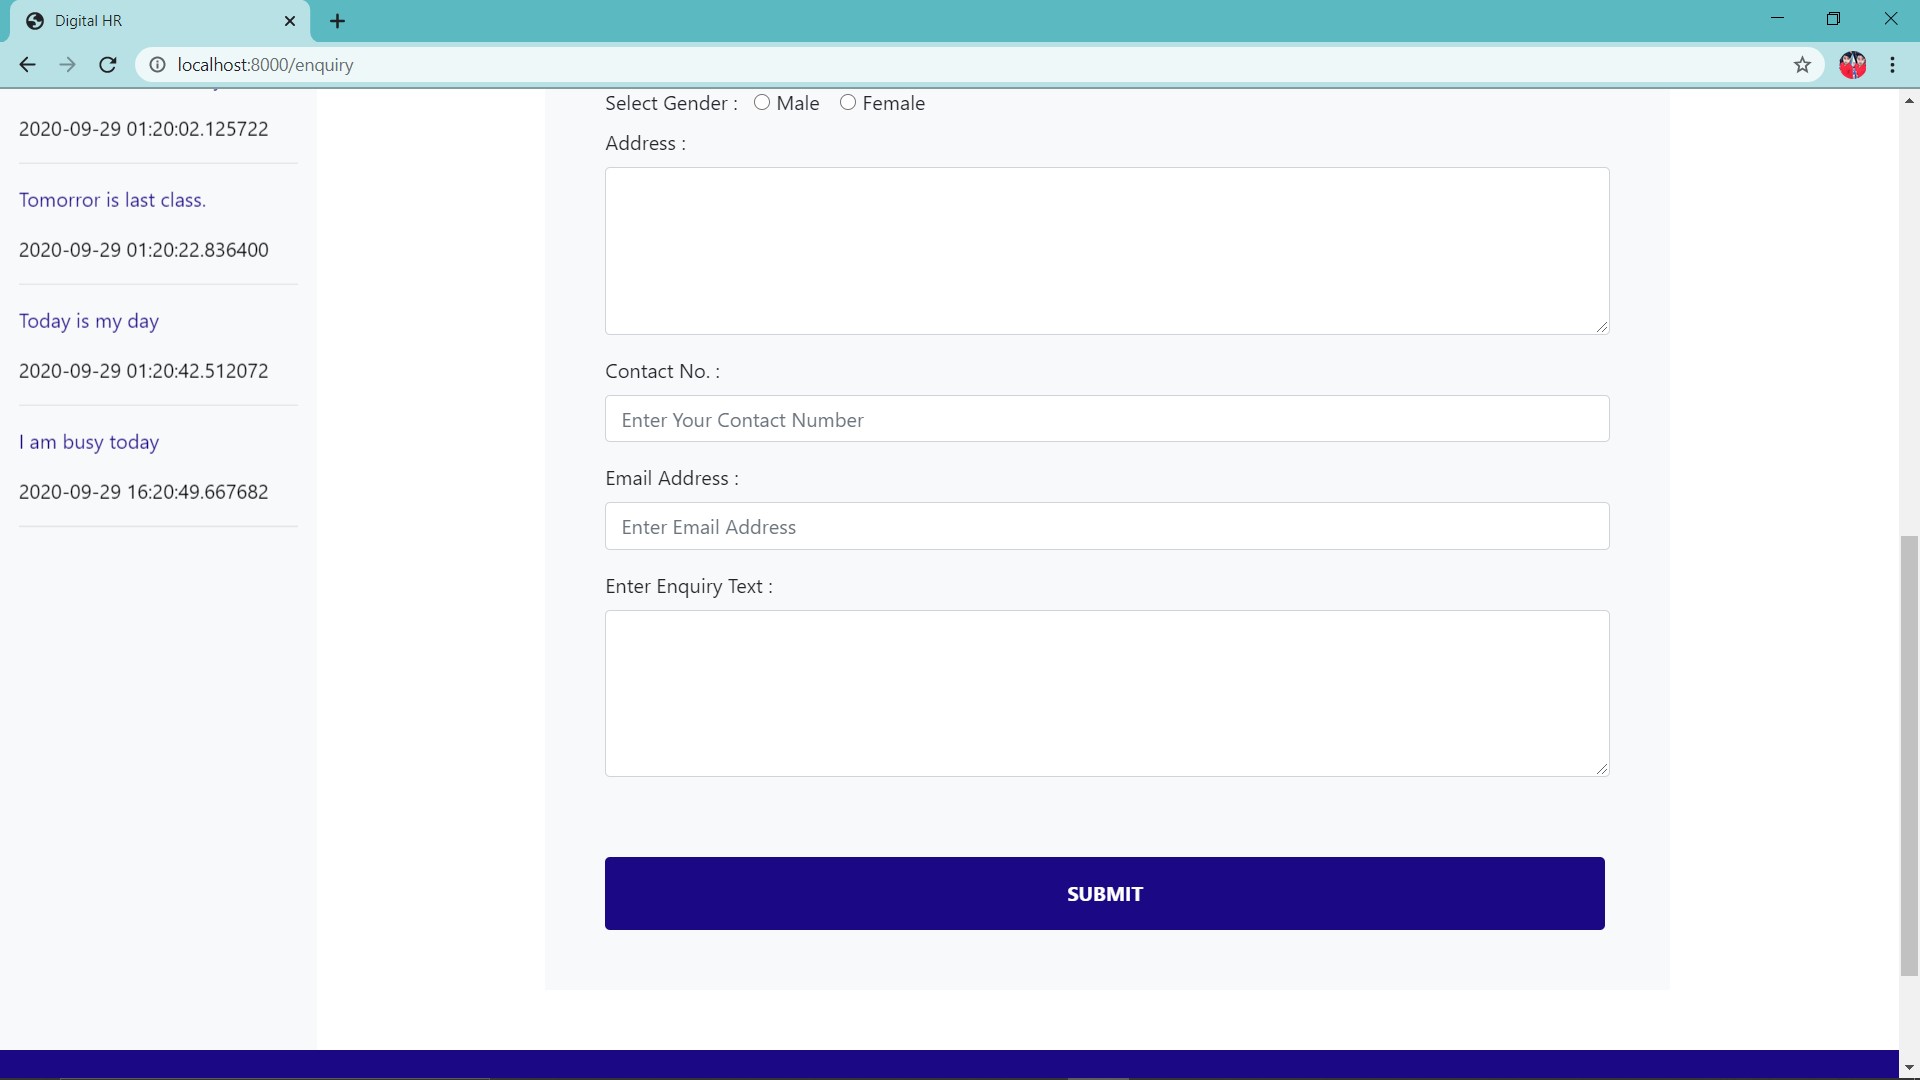 Digital HR
localhost:8000/enquiry
2020-09-29 01:20:02.125722
Tomorror is last class.
2020-09-29 01:20:22.836400
Today is my day
2020-09-29 01:20:42.512072
I am busy today
2020-09-29 16:20:49.667682
Select Gender : Male Female
Address :
Contact No. :
Enter Your Contact Number
Email Address :
Enter Email Address
Enter Enquiry Text :
SUBMIT